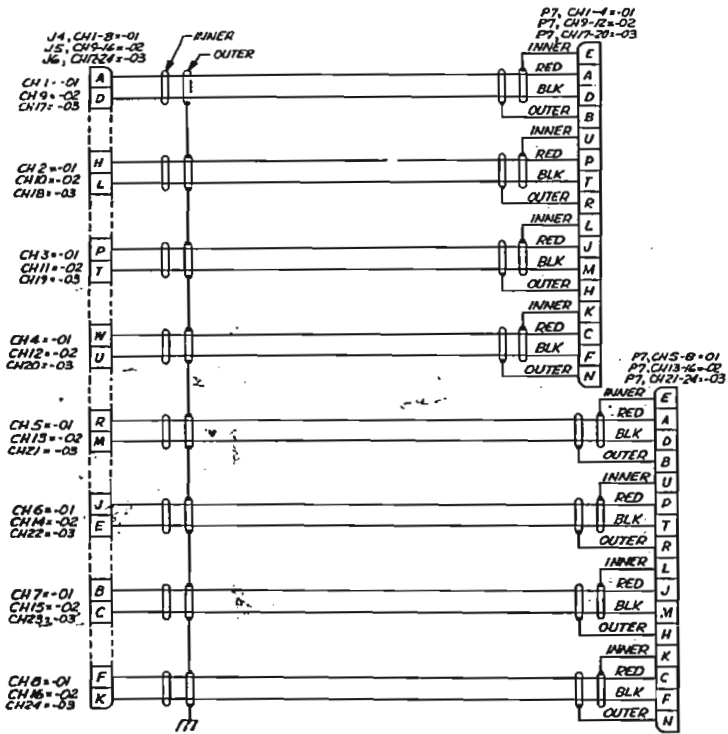 J4, CH1-8=-01
J5, CH9-16=-02
J6, CH17-24=-03
INNER
OUTER
P7, CH1-4=-01
P7, CH9-12=-02
P7, CH17-20=-03
CH1=-01
CH9=-02
CH17=-03
A
D
INNER
RED
BLK
OUTER
E
A
D
B
CH2=-01
CH10=-02
CH18=-03
H
L
INNER
RED
BLK
OUTER
U
P
T
R
CH3=-01
CH11=-02
CH19=-03
P
T
INNER
RED
BLK
OUTER
L
J
M
H
CH4=-01
CH12=-02
CH20=-03
W
U
INNER
RED
BLK
OUTER
K
C
F
N
P7, CH5-8=01
P7, CH13-16=-02
P7, CH21-24=-03
CH5=-01
CH13=-02
CH21=-03
R
M
INNER
RED
BLK
OUTER
E
A
D
B
CH6=-01
CH14=-02
CH22=-03
J
E
INNER
RED
BLK
OUTER
U
P
T
R
CH7=-01
CH15=-02
CH23=-03
B
C
INNER
RED
BLK
OUTER
L
J
M
H
CH8=-01
CH16=-02
CH24=-03
F
K
INNER
RED
BLK
OUTER
K
C
F
N